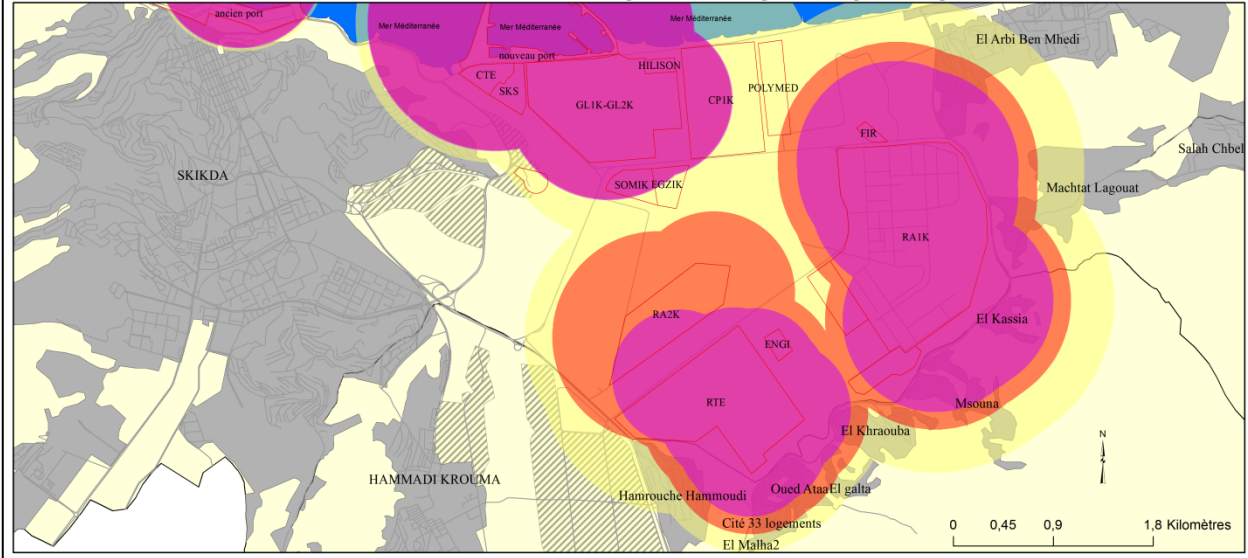 ancien port
Mer Méditerranée
Mer Méditerranée
Mer Méditerranée
nouveau port
El Arbi Ben Mhedi
HILISON
CTE
SKS
GL1K-GL2K
CP1K
POLYMED
FIR
Salah Chbel
SKIKDA
SOMIK EGZIK
Machtat Lagouat
RA1K
RA2K
El Kassia
ENGI
RTE
Msouna
El Khraouba
N
HAMMADI KROUMA
Hamrouche Hammoudi
Oued Ataa
El galta
Cité 33 logements
El Malha2
0 0,45 0,9 1,8 Kilomètres